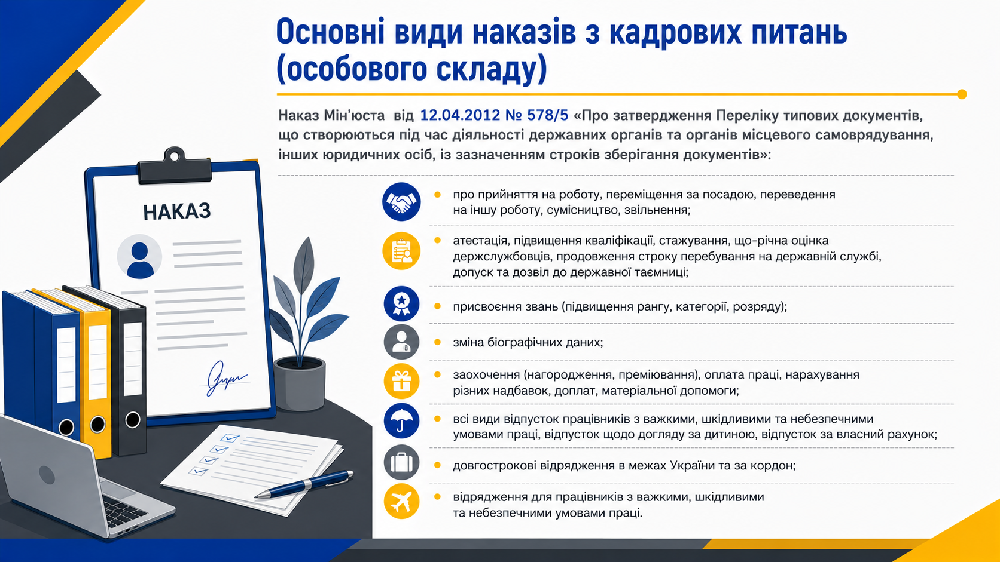 Основні види наказів з кадрових питань
(особового складу)
Наказ Мін’юста від 12.04.2012 № 578/5 «Про затвердження Переліку типових документів,
що створюються під час діяльності державних органів та органів місцевого самоврядування,
інших юридичних осіб, із зазначенням строків зберігання документів»:
НАКАЗ
• про прийняття на роботу, переміщення за посадою, переведення
на іншу роботу, сумісництво, звільнення;
• атестація, підвищення кваліфікації, стажування, що-річна оцінка
держслужбовців, продовження строку перебування на державній службі,
допуск та дозвіл до державної таємниці;
• присвоєння звань (підвищення рангу, категорії, розряду);
• зміна біографічних даних;
• заохочення (нагородження, преміювання), оплата праці, нарахування
різних надбавок, доплат, матеріальної допомоги;
• всі види відпусток працівників з важкими, шкідливими та небезпечними
умовами праці, відпусток щодо догляду за дитиною, відпусток за власний рахунок;
• довгострокові відрядження в межах України та за кордон;
• відрядження для працівників з важкими, шкідливими
та небезпечними умовами праці.